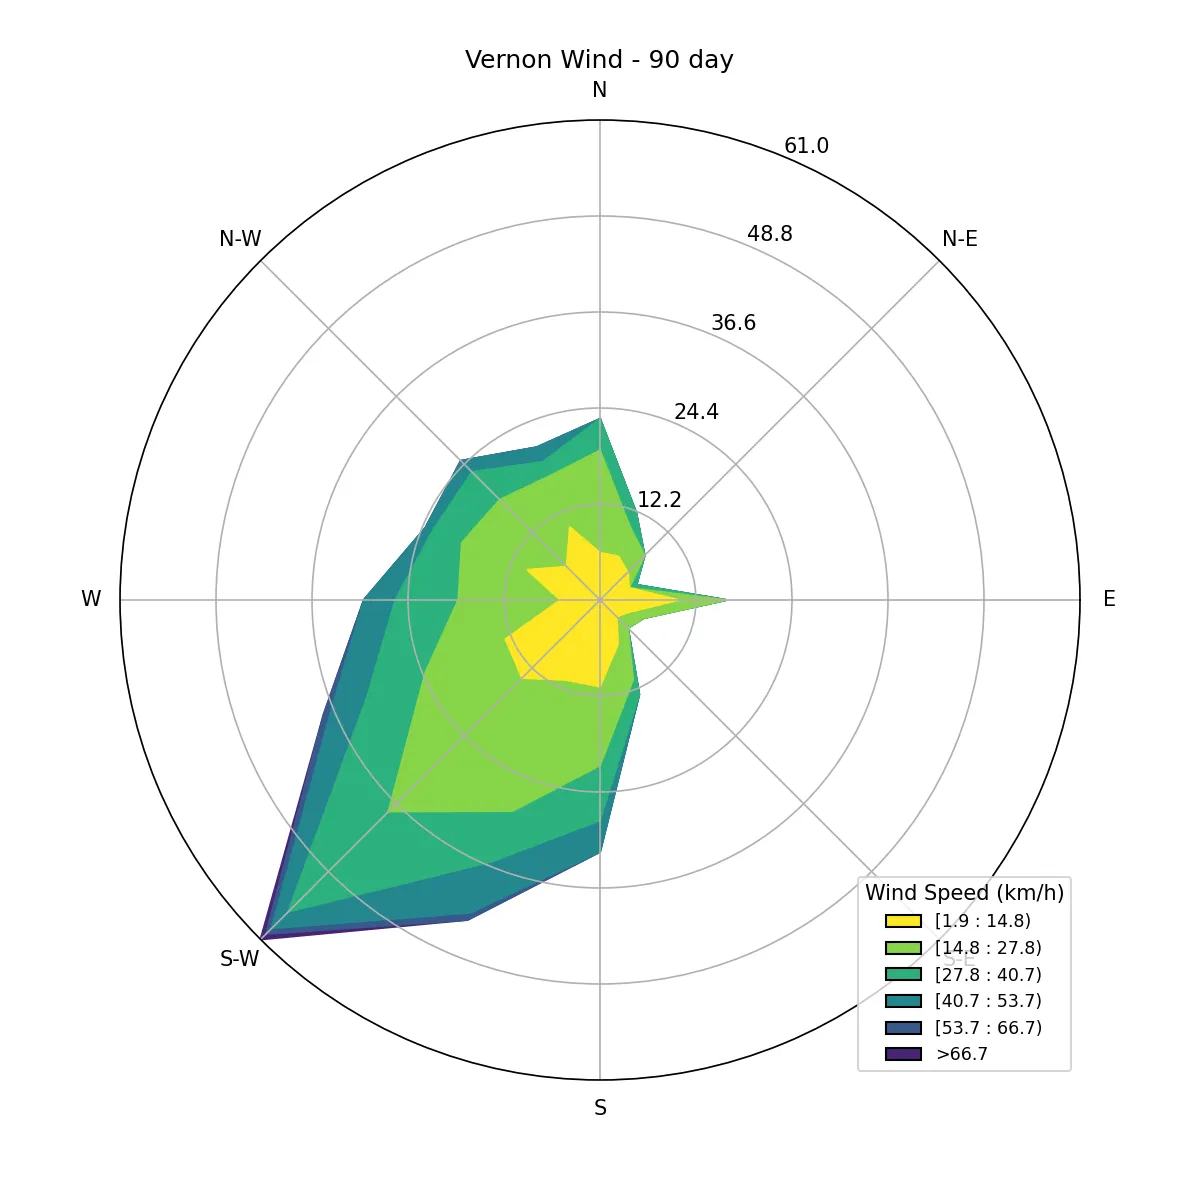 Vernon Wind - 90 day
N
61.0
N-W
N-E
48.8
36.6
24.4
12.2
W
E
S-W
S-E
S
Wind Speed (km/h)
[1.9 : 14.8)
[14.8 : 27.8)
[27.8 : 40.7)
[40.7 : 53.7)
[53.7 : 66.7)
>66.7